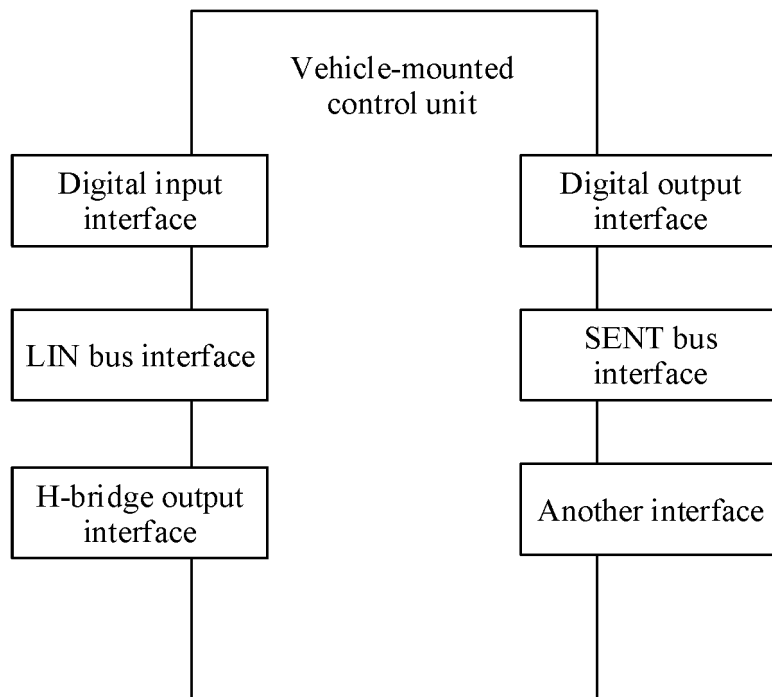 Vehicle-mounted
control unit
Digital input
interface
Digital output
interface
LIN bus interface
SENT bus
interface
H-bridge output
interface
Another interface